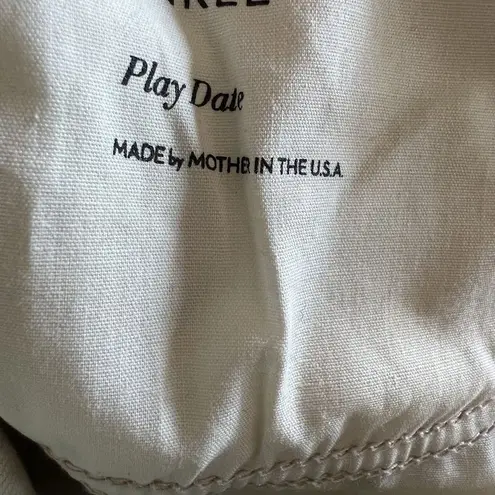 Play Date
MADE by MOTHER IN THE U.S.A.